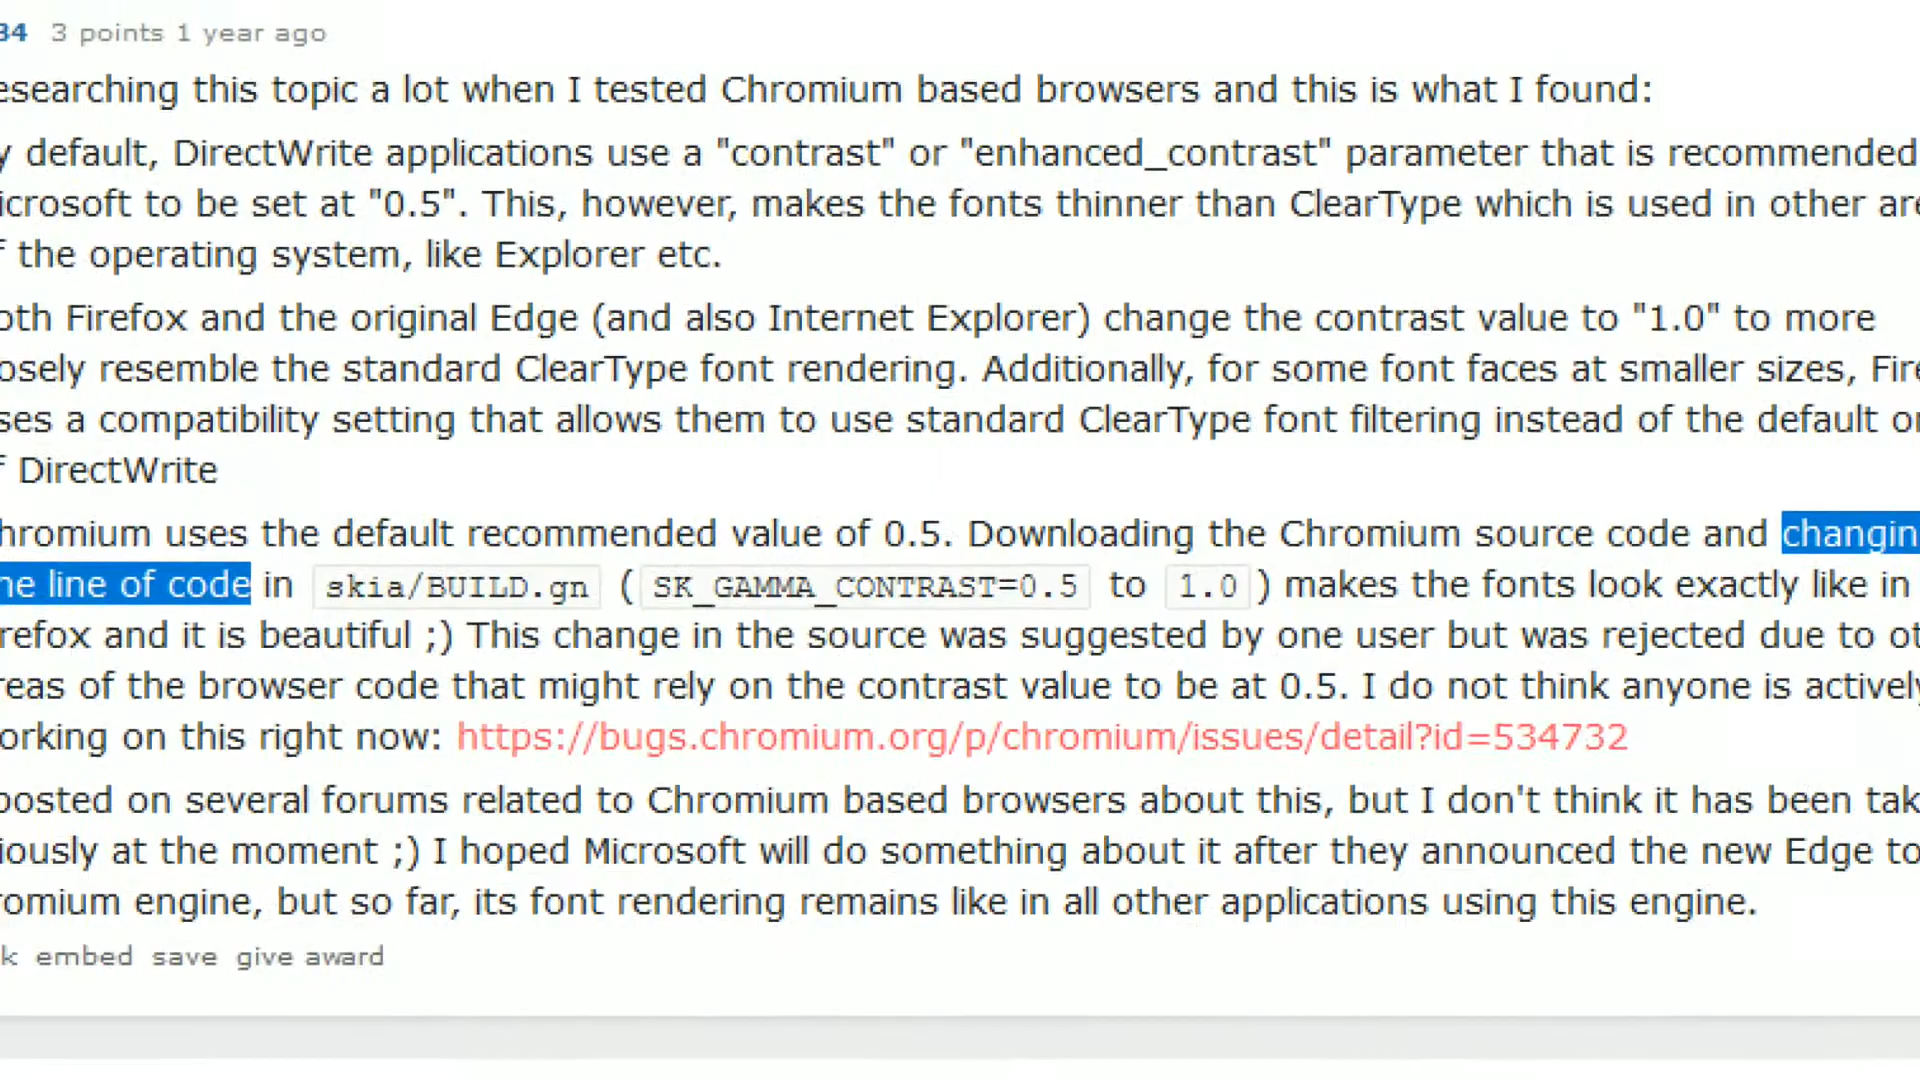 34 3 points 1 year ago
esearching this topic a lot when I tested Chromium based browsers and this is what I found:
y default, DirectWrite applications use a "contrast" or "enhanced_contrast" parameter that is recommended
icrosoft to be set at "0.5". This, however, makes the fonts thinner than ClearType which is used in other are
f the operating system, like Explorer etc.
oth Firefox and the original Edge (and also Internet Explorer) change the contrast value to "1.0" to more
osely resemble the standard ClearType font rendering. Additionally, for some font faces at smaller sizes, Fire
ses a compatibility setting that allows them to use standard ClearType font filtering instead of the default on
f DirectWrite
hromium uses the default recommended value of 0.5. Downloading the Chromium source code and changin
ne line of code in skia/BUILD.gn ( SK_GAMMA_CONTRAST=0.5 to 1.0 ) makes the fonts look exactly like in
refox and it is beautiful ;) This change in the source was suggested by one user but was rejected due to ot
reas of the browser code that might rely on the contrast value to be at 0.5. I do not think anyone is actively
orking on this right now: https://bugs.chromium.org/p/chromium/issues/detail?id=534732
posted on several forums related to Chromium based browsers about this, but I don't think it has been tak
iously at the moment ;) I hoped Microsoft will do something about it after they announced the new Edge to
romium engine, but so far, its font rendering remains like in all other applications using this engine.
k embed save give award